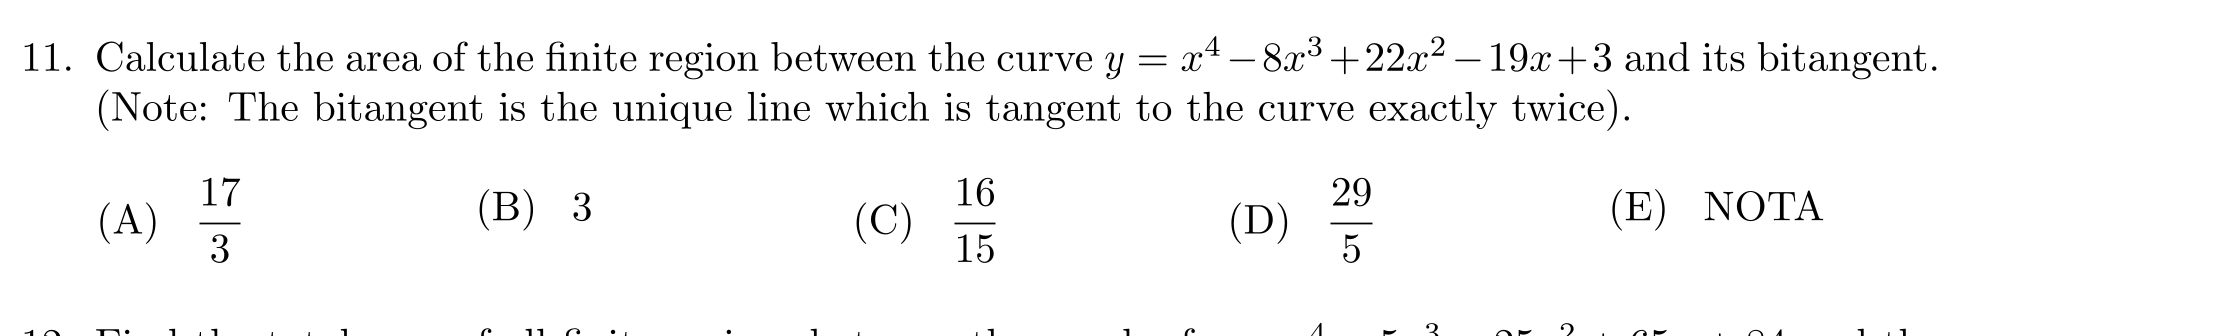 11. Calculate the area of the finite region between the curve y = x⁴ − 8x³ + 22x² − 19x + 3 and its bitangent.
(Note: The bitangent is the unique line which is tangent to the curve exactly twice).
(A) 17/3 (B) 3 (C) 16/15 (D) 29/5 (E) NOTA